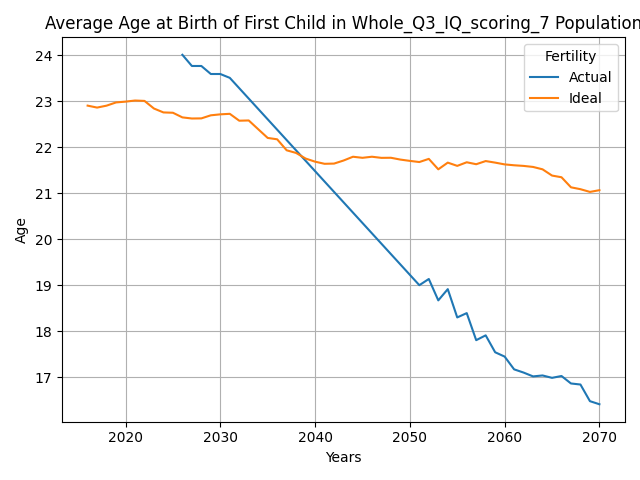 Average Age at Birth of First Child in Whole_Q3_IQ_scoring_7 Population
Fertility
Actual
Ideal
24
23
22
21
20
19
18
17
Age
2020 2030 2040 2050 2060 2070
Years